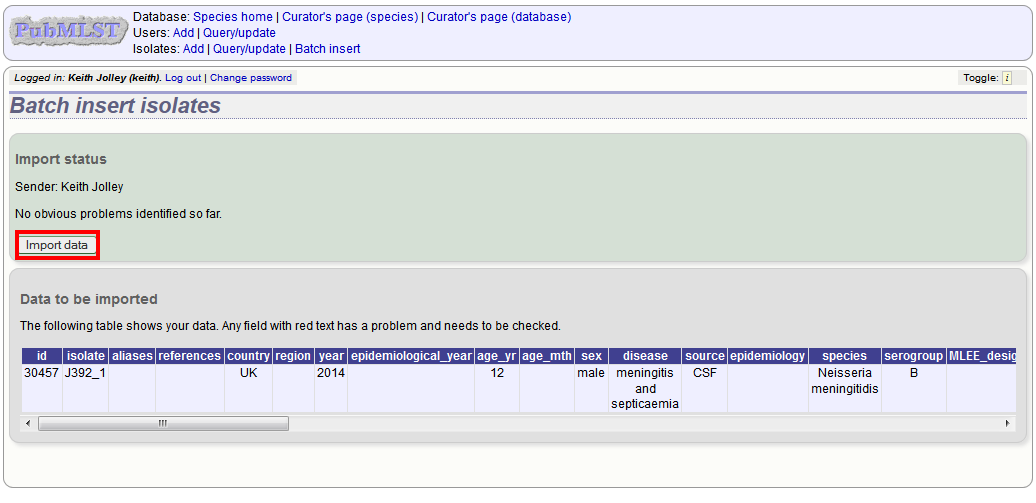 PubMLST
Database: Species home | Curator's page (species) | Curator's page (database)
Users: Add | Query/update
Isolates: Add | Query/update | Batch insert
Logged in: Keith Jolley (keith). Log out | Change password
Toggle: i
Batch insert isolates
Import status
Sender: Keith Jolley
No obvious problems identified so far.
Import data
Data to be imported
The following table shows your data. Any field with red text has a problem and needs to be checked.
id isolate aliases references country region year epidemiological_year age_yr age_mth sex disease source epidemiology species serogroup MLEE_desig
30457 J392_1 UK 2014 12 male meningitis and septicaemia CSF Neisseria meningitidis B